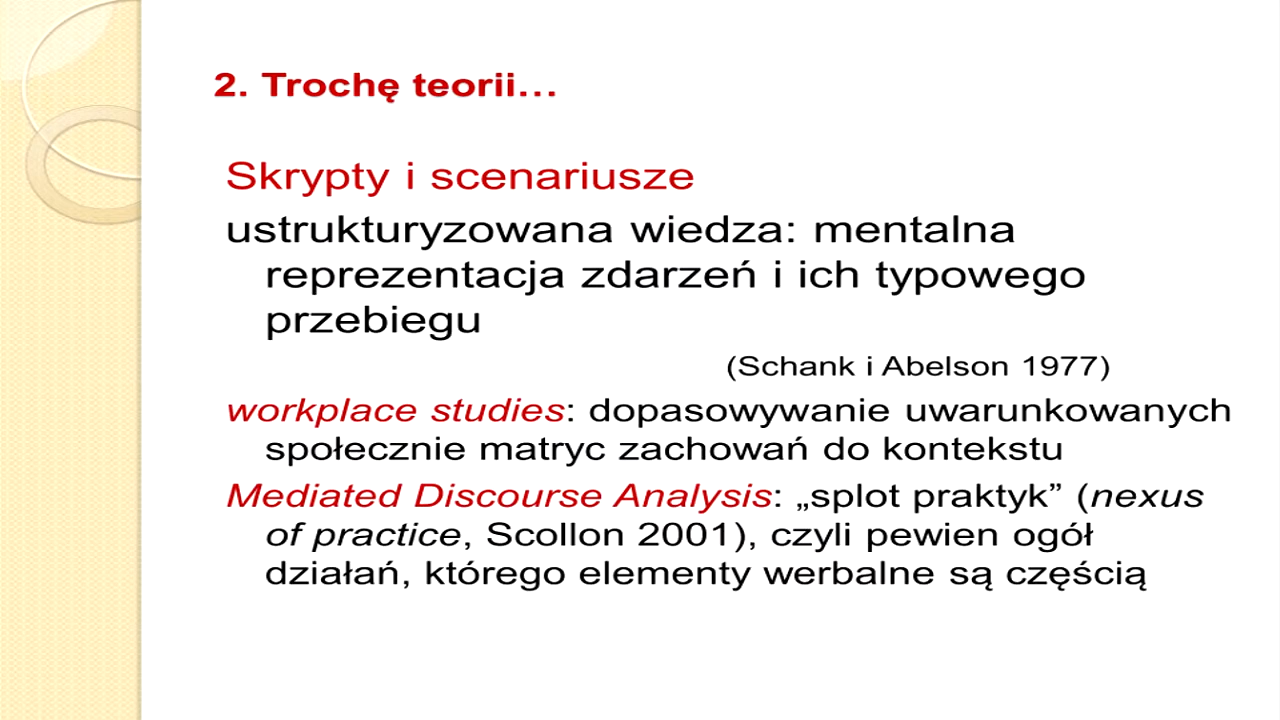 2. Trochę teorii…
Skrypty i scenariusze
ustrukturyzowana wiedza: mentalna
reprezentacja zdarzeń i ich typowego
przebiegu
(Schank i Abelson 1977)
workplace studies: dopasowywanie uwarunkowanych
społecznie matryc zachowań do kontekstu
Mediated Discourse Analysis: „splot praktyk” (nexus
of practice, Scollon 2001), czyli pewien ogół
działań, którego elementy werbalne są częścią